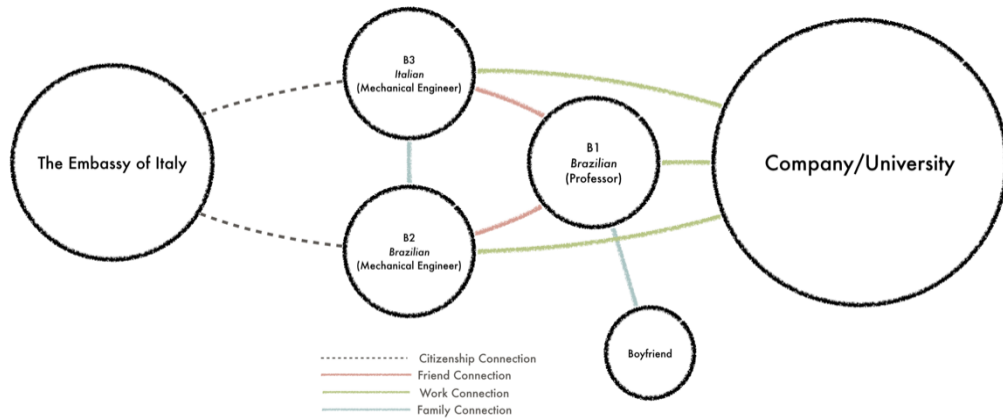 The Embassy of Italy
B3
Italian
(Mechanical Engineer)
B1
Brazilian
(Professor)
B2
Brazilian
(Mechanical Engineer)
Company/University
Boyfriend
Citizenship Connection
Friend Connection
Work Connection
Family Connection